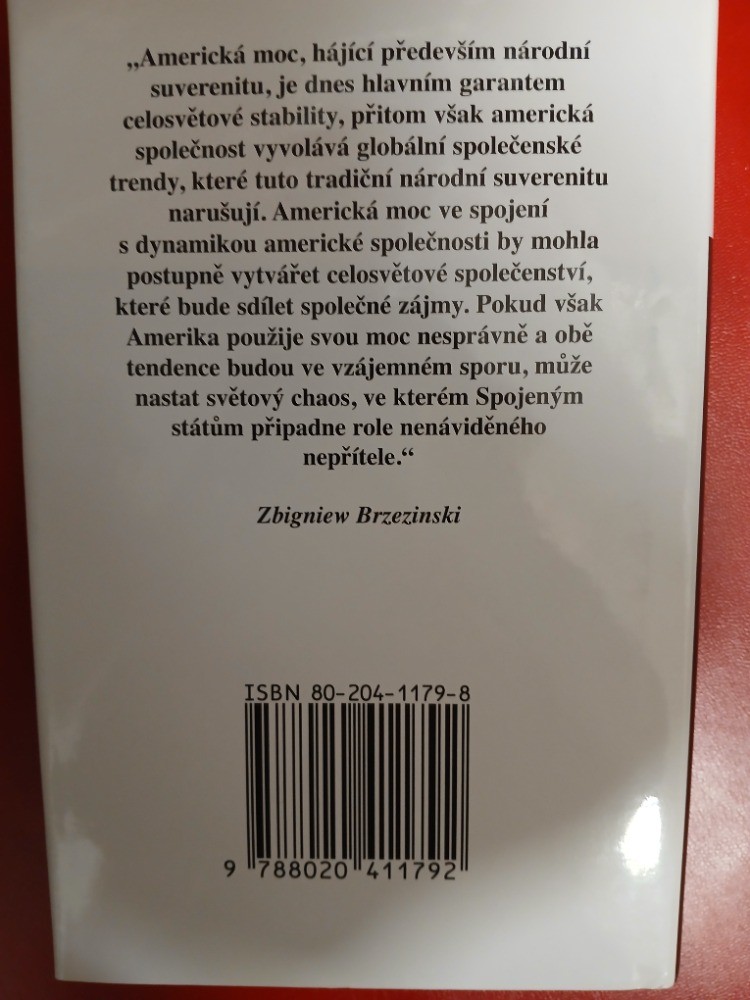 „Americká moc, hájící především národní
suverenitu, je dnes hlavním garantem
celosvětové stability, přitom však americká
společnost vyvolává globální společenské
trendy, které tuto tradiční národní suverenitu
narušují. Americká moc ve spojení
s dynamikou americké společnosti by mohla
postupně vytvářet celosvětové společenství,
které bude sdílet společné zájmy. Pokud však
Amerika použije svou moc nesprávně a obě
tendence budou ve vzájemném sporu, může
nastat světový chaos, ve kterém Spojeným
státům připadne role nenáviděného
nepřítele.“
Zbigniew Brzezinski
ISBN 80-204-1179-8
9 788020 411792